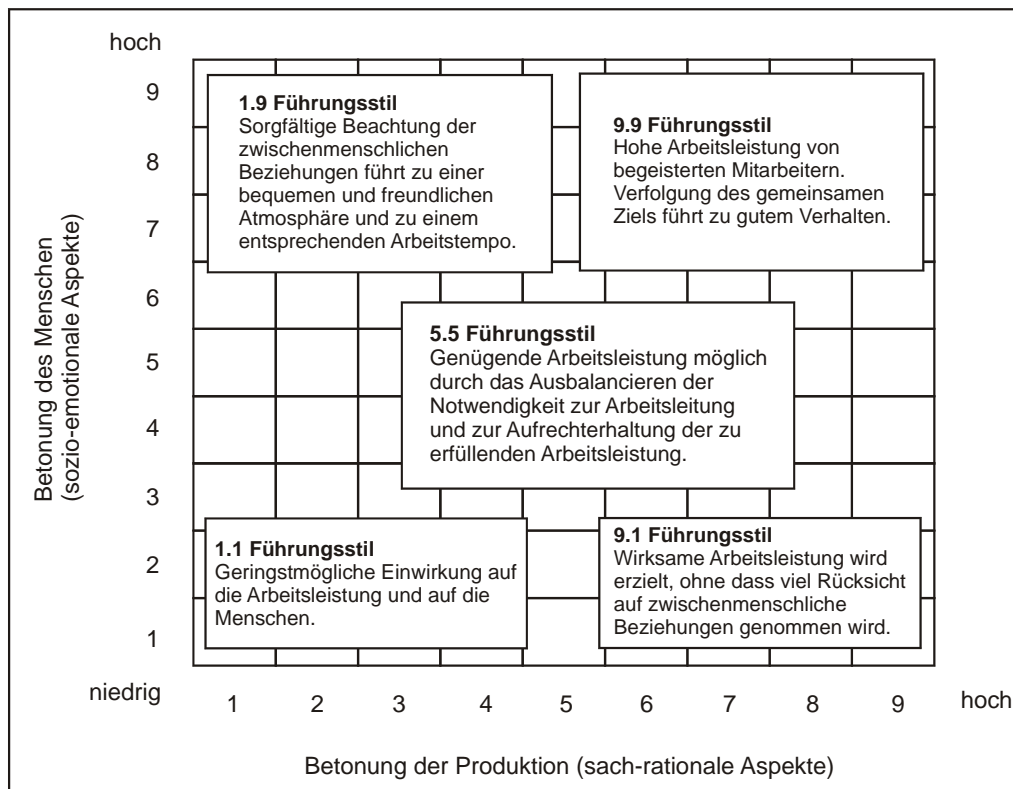 hoch
9
8
7
6
5
4
3
2
1
niedrig
Betonung des Menschen
(sozio-emotionale Aspekte)
1.9 Führungsstil
Sorgfältige Beachtung der
zwischenmenschlichen
Beziehungen führt zu einer
bequemen und freundlichen
Atmosphäre und zu einem
entsprechenden Arbeitstempo.
9.9 Führungsstil
Hohe Arbeitsleistung von
begeisterten Mitarbeitern.
Verfolgung des gemeinsamen
Ziels führt zu gutem Verhalten.
5.5 Führungsstil
Genügende Arbeitsleistung möglich
durch das Ausbalancieren der
Notwendigkeit zur Arbeitsleitung
und zur Aufrechterhaltung der zu
erfüllenden Arbeitsleistung.
1.1 Führungsstil
Geringstmögliche Einwirkung auf
die Arbeitsleistung und auf die
Menschen.
9.1 Führungsstil
Wirksame Arbeitsleistung wird
erzielt, ohne dass viel Rücksicht
auf zwischenmenschliche
Beziehungen genommen wird.
1 2 3 4 5 6 7 8 9 hoch
Betonung der Produktion (sach-rationale Aspekte)